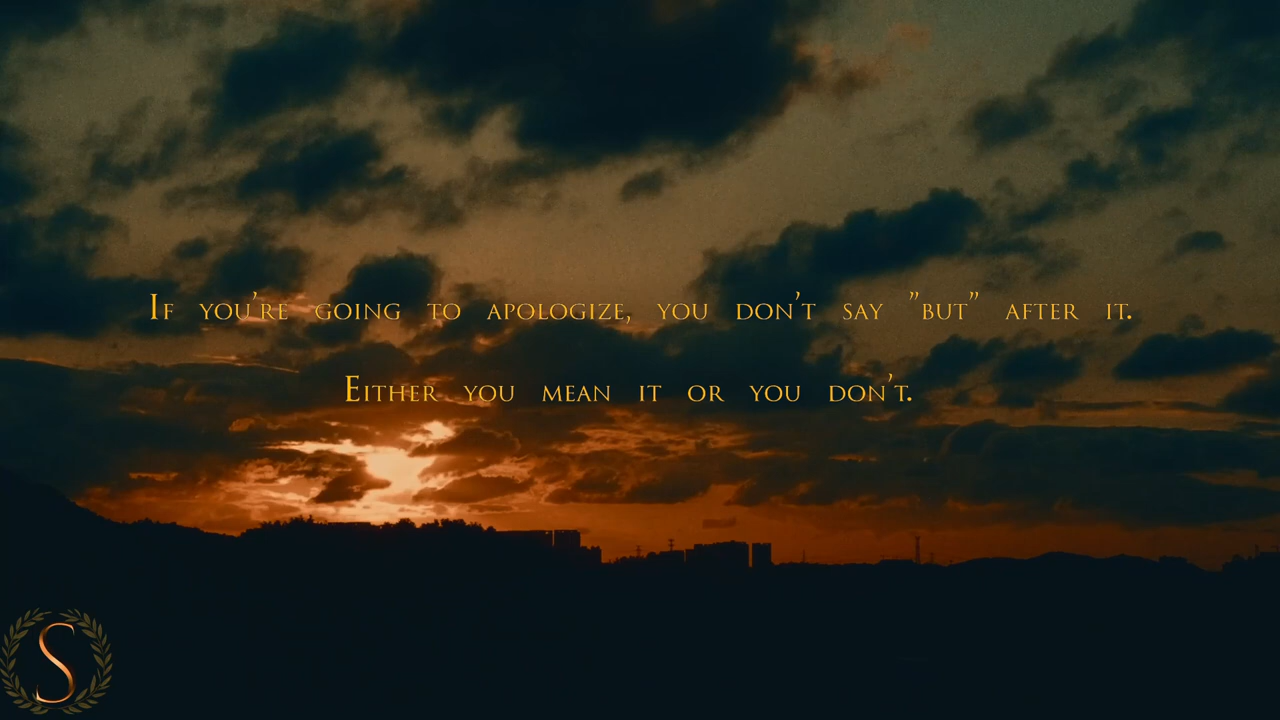 If you're going to apologize, you don't say "but" after it.
Either you mean it or you don't.
S